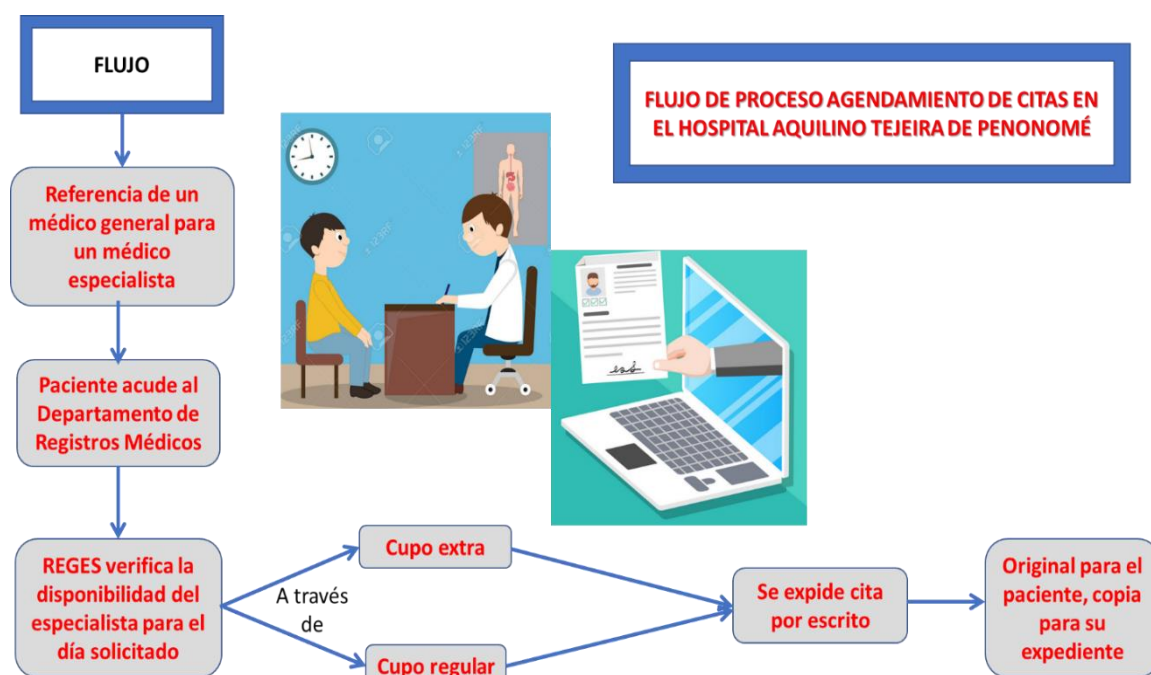 FLUJO
FLUJO DE PROCESO AGENDAMIENTO DE CITAS EN
EL HOSPITAL AQUILINO TEJEIRA DE PENONOMÉ
Referencia de un
médico general para
un médico
especialista
Paciente acude al
Departamento de
Registros Médicos
REGES verifica la
disponibilidad del
especialista para el
día solicitado
A través
de
Cupo extra
Cupo regular
Se expide cita
por escrito
Original para el
paciente, copia
para su
expediente